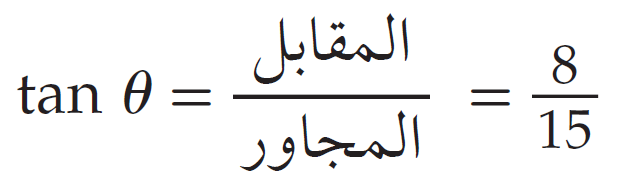 tan θ = المقابل / المجاور = 8 / 15